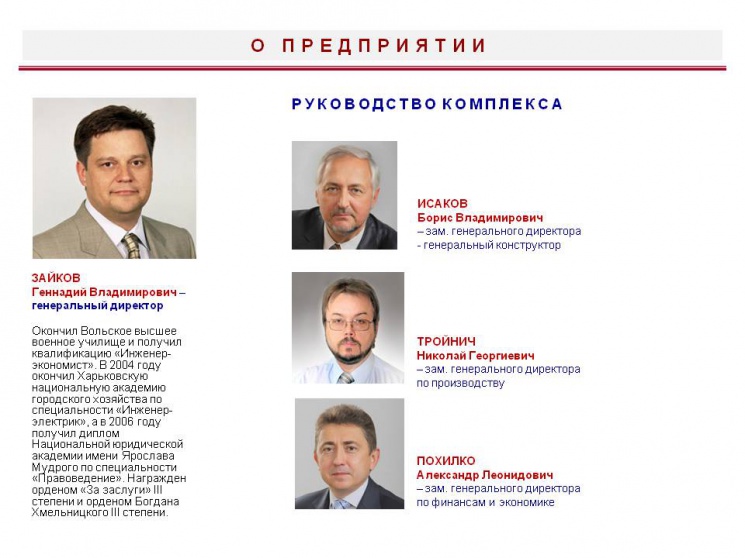 О ПРЕДПРИЯТИИ
РУКОВОДСТВО КОМПЛЕКСА
ЗАЙКОВ
Геннадий Владимирович –
генеральный директор
Окончил Вольское высшее
военное училище и получил
квалификацию «Инженер-
экономист». В 2004 году
окончил Харьковскую
национальную академию
городского хозяйства по
специальности «Инженер-
электрик», а в 2006 году
получил диплом
Национальной юридической
академии имени Ярослава
Мудрого по специальности
«Правоведение». Награжден
орденом «За заслуги» III
степени и орденом Богдана
Хмельницкого III степени.
ИСАКОВ
Борис Владимирович
– зам. генерального директора
- генеральный конструктор
ТРОЙНИЧ
Николай Георгиевич
– зам. генерального директора
по производству
ПОХИЛКО
Александр Леонидович
– зам. генерального директора
по финансам и экономике